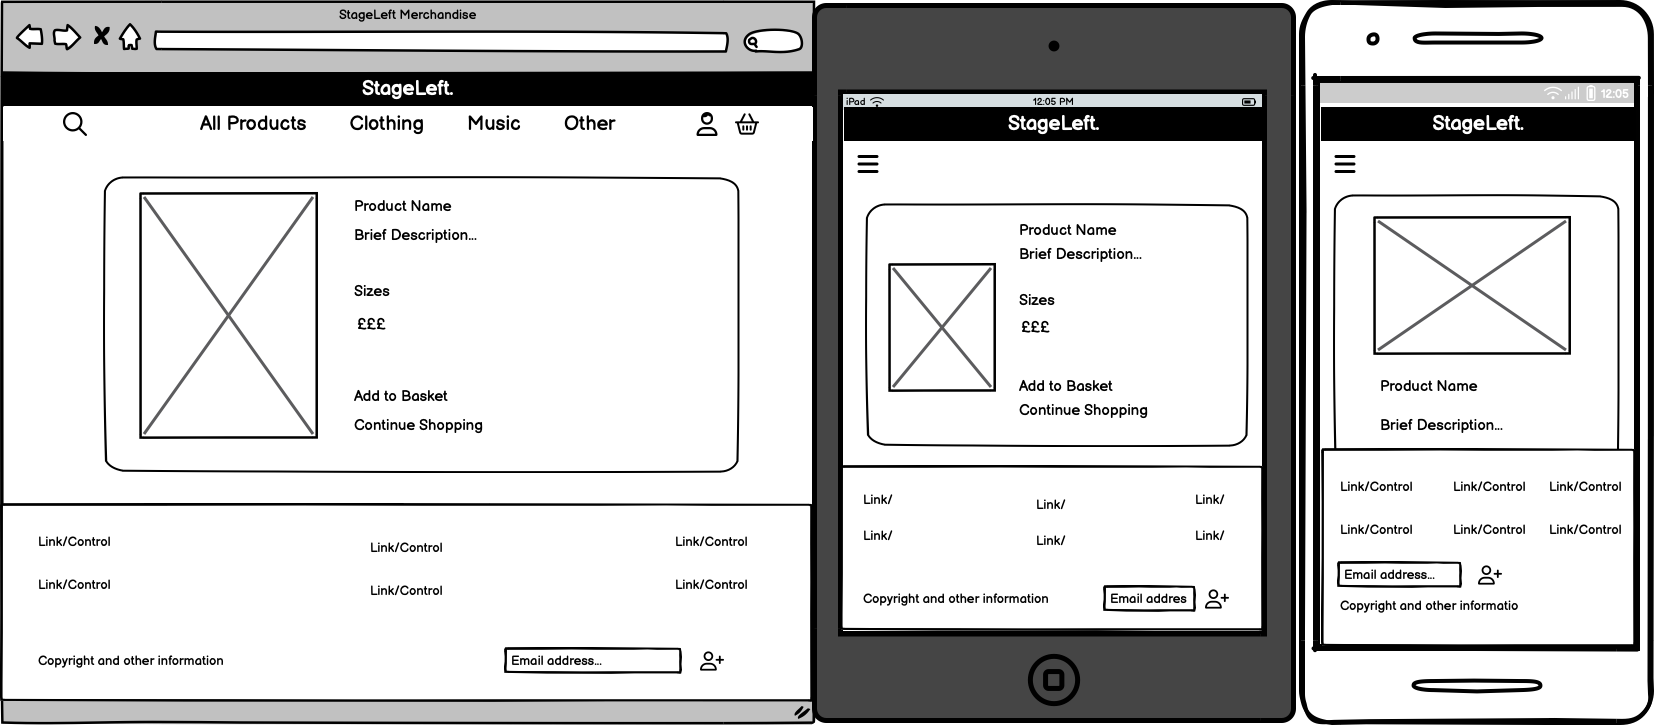 StageLeft Merchandise
StageLeft.
All Products Clothing Music Other
Product Name
Brief Description...
Sizes
£££
Add to Basket
Continue Shopping
Link/Control Link/Control Link/Control
Link/Control Link/Control Link/Control
Copyright and other information Email address...
iPad 12:05 PM
StageLeft.
Product Name
Brief Description...
Sizes
£££
Add to Basket
Continue Shopping
Link/ Link/ Link/
Link/ Link/ Link/
Copyright and other information Email addres
12:05
StageLeft.
Product Name
Brief Description...
Link/Control Link/Control Link/Control
Link/Control Link/Control Link/Control
Email address...
Copyright and other informatio